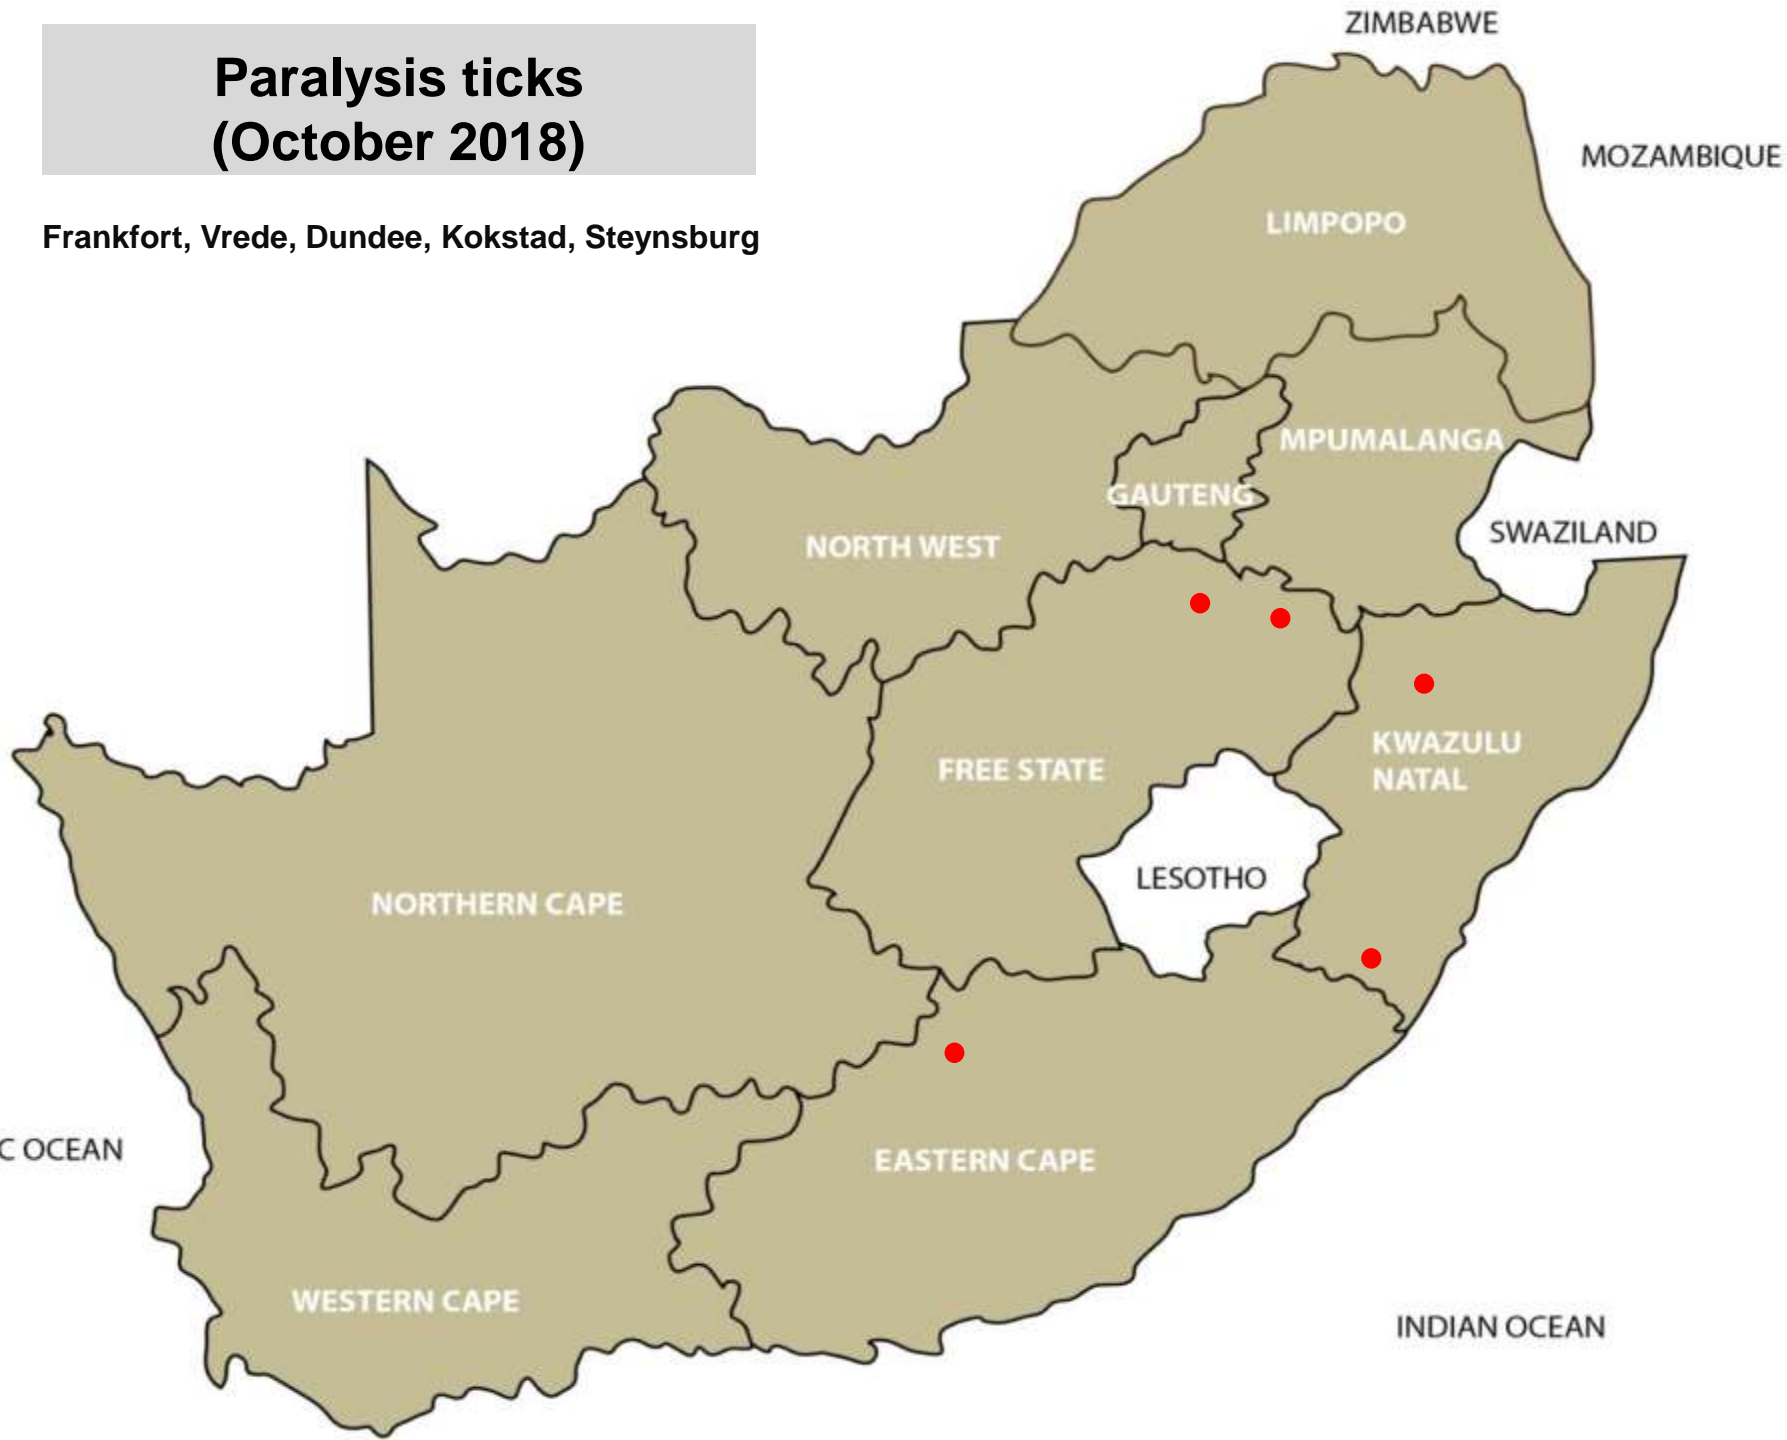 Paralysis ticks
(October 2018)
Frankfort, Vrede, Dundee, Kokstad, Steynsburg
ZIMBABWE
MOZAMBIQUE
LIMPOPO
MPUMALANGA
GAUTENG
SWAZILAND
NORTH WEST
KWAZULU
NATAL
FREE STATE
LESOTHO
NORTHERN CAPE
C OCEAN
EASTERN CAPE
WESTERN CAPE
INDIAN OCEAN